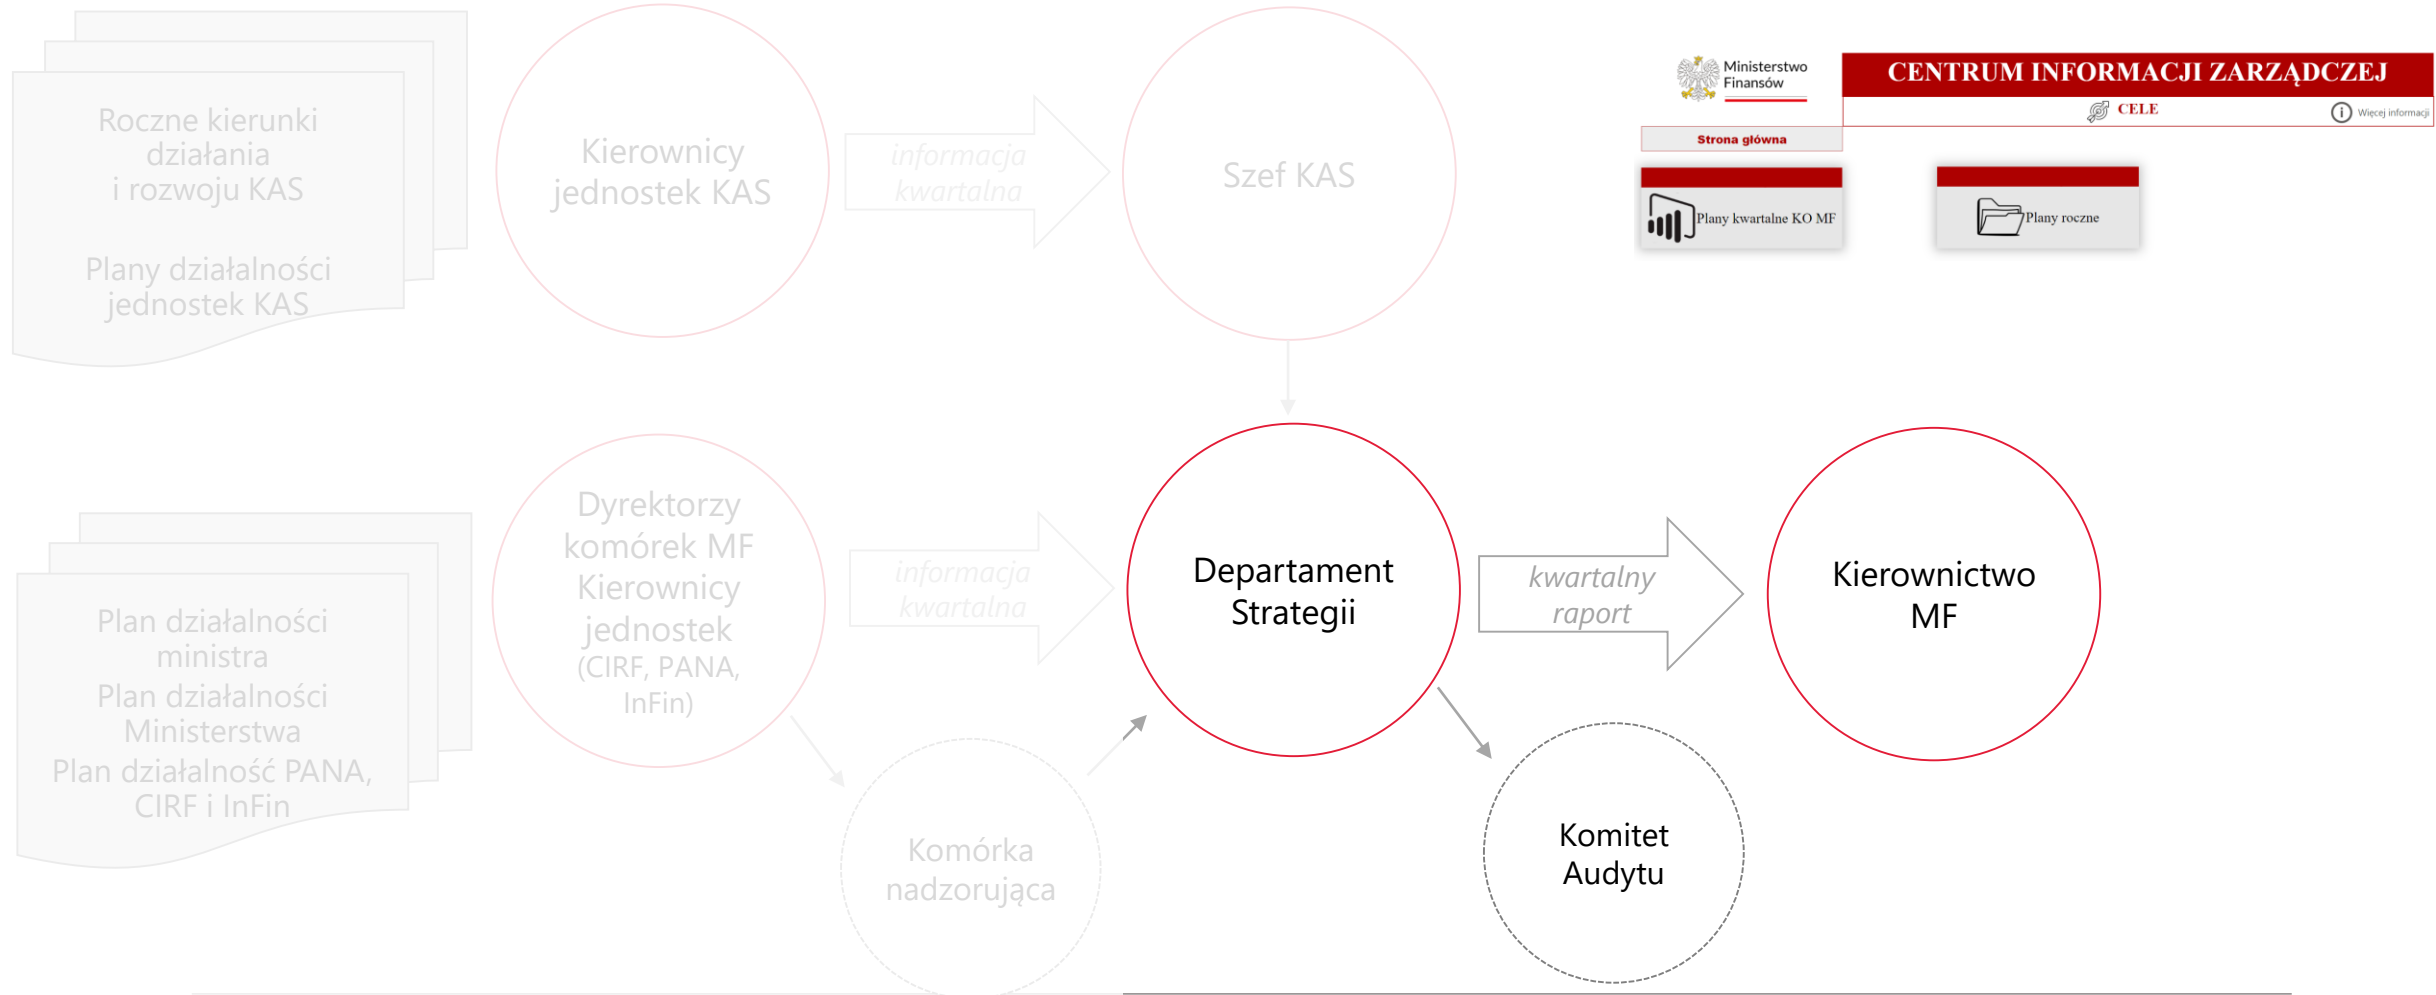 Roczne kierunki
działania
i rozwoju KAS
Plany działalności
jednostek KAS
Kierownicy
jednostek KAS
informacja
kwartalna
Szef KAS
Ministerstwo
Finansów
CENTRUM INFORMACJI ZARZĄDCZEJ
CELE
Więcej informacji
Strona główna
Plany kwartalne KO MF
Plany roczne
Plan działalności
ministra
Plan działalności
Ministerstwa
Plan działalność PANA,
CIRF i InFin
Dyrektorzy
komórek MF
Kierownicy
jednostek
(CIRF, PANA,
InFin)
informacja
kwartalna
Komórka
nadzorująca
Departament
Strategii
kwartalny
raport
Kierownictwo
MF
Komitet
Audytu